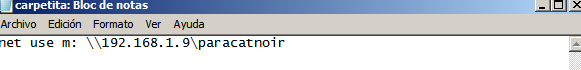 carpetita: Bloc de notas
Archivo Edición Formato Ver Ayuda
net use m: \\192.168.1.9\paracatnoir